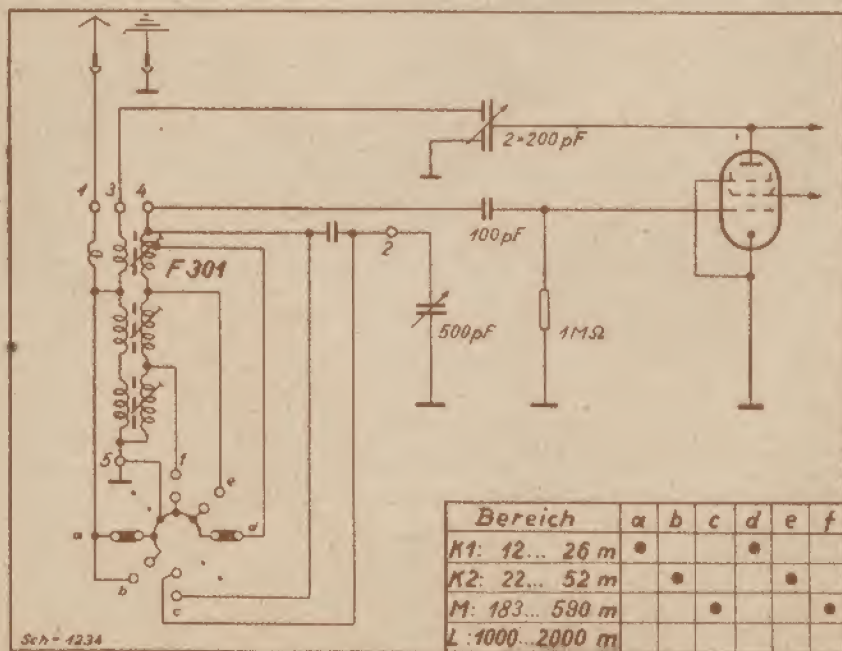 2×200pF
1 3 4
100pF
2
F 301
500pF
1MΩ
5 f e
a d
b
c
Bereich a b c d e f
K1: 12... 26 m ● ●
K2: 22... 52 m ● ●
M: 183... 590 m ● ●
L: 1000... 2000 m
Sch - 1234